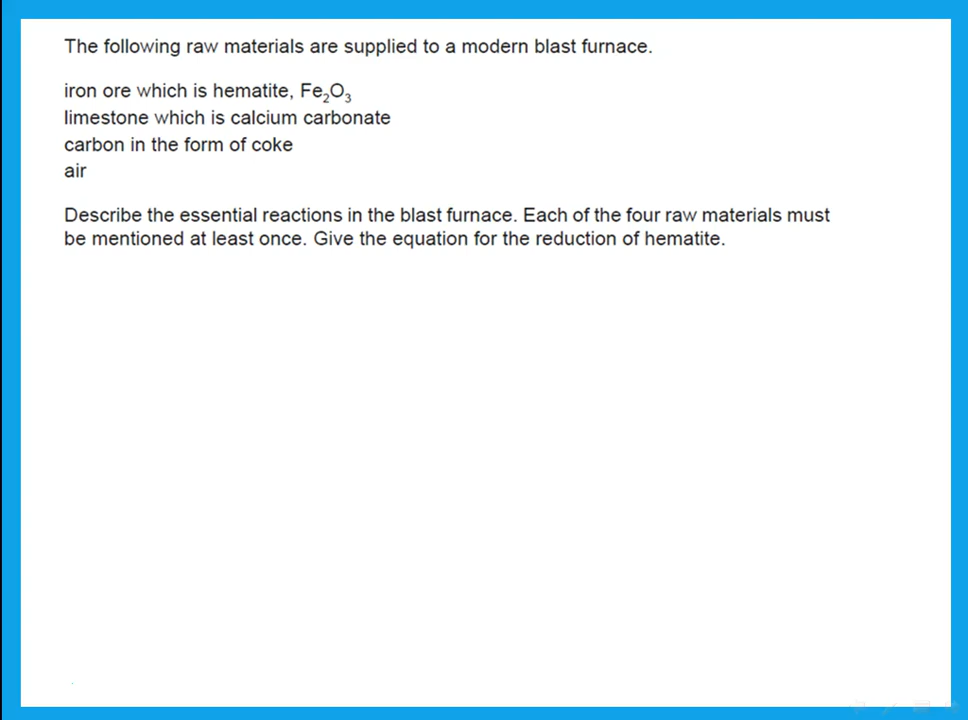 The following raw materials are supplied to a modern blast furnace.
iron ore which is hematite, Fe₂O₃
limestone which is calcium carbonate
carbon in the form of coke
air
Describe the essential reactions in the blast furnace. Each of the four raw materials must
be mentioned at least once. Give the equation for the reduction of hematite.